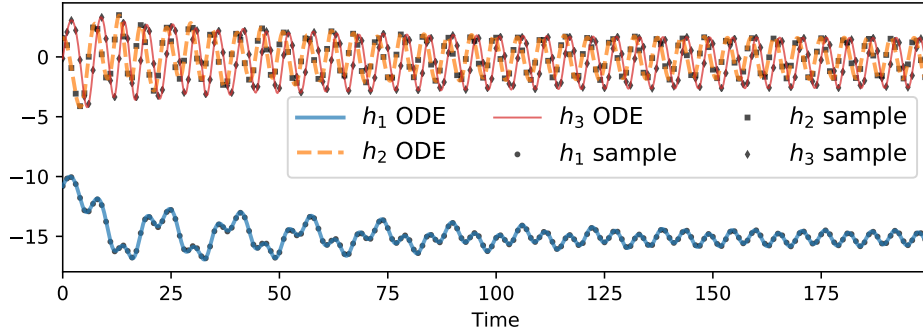 0
−5
−10
−15
h₁ ODE
h₃ ODE
h₂ sample
h₂ ODE
h₁ sample
h₃ sample
0 25 50 75 100 125 150 175
Time